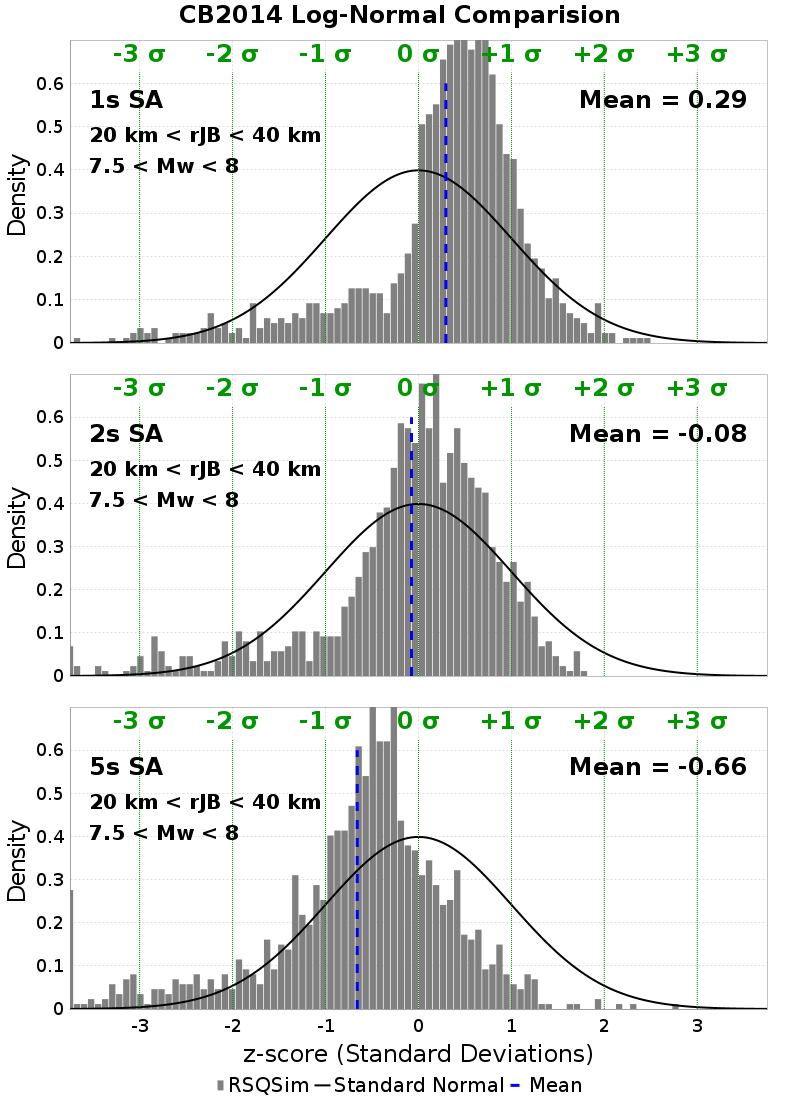 CB2014 Log-Normal Comparision
-3 σ -2 σ -1 σ 0 σ +1 σ +2 σ +3 σ
1s SA
Mean = 0.29
20 km < rJB < 40 km
7.5 < Mw < 8
Density
0.6
0.5
0.4
0.3
0.2
0.1
0
-3 σ -2 σ -1 σ 0 σ +1 σ +2 σ +3 σ
2s SA
Mean = -0.08
20 km < rJB < 40 km
7.5 < Mw < 8
Density
0.6
0.5
0.4
0.3
0.2
0.1
0
-3 σ -2 σ -1 σ 0 σ +1 σ +2 σ +3 σ
5s SA
Mean = -0.66
20 km < rJB < 40 km
7.5 < Mw < 8
Density
0.6
0.5
0.4
0.3
0.2
0.1
0
-3 -2 -1 0 1 2 3
z-score (Standard Deviations)
RSQSim Standard Normal Mean